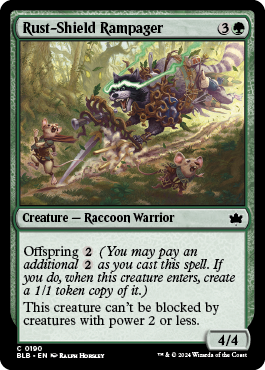 Rust-Shield Rampager 3
Creature — Raccoon Warrior
Offspring 2 (You may pay an
additional 2 as you cast this spell. If
you do, when this creature enters, create
a 1/1 token copy of it.)
This creature can't be blocked by
creatures with power 2 or less.
4/4
C 0190
BLB • EN Ralph Horsley
™ & © 2024 Wizards of the Coast